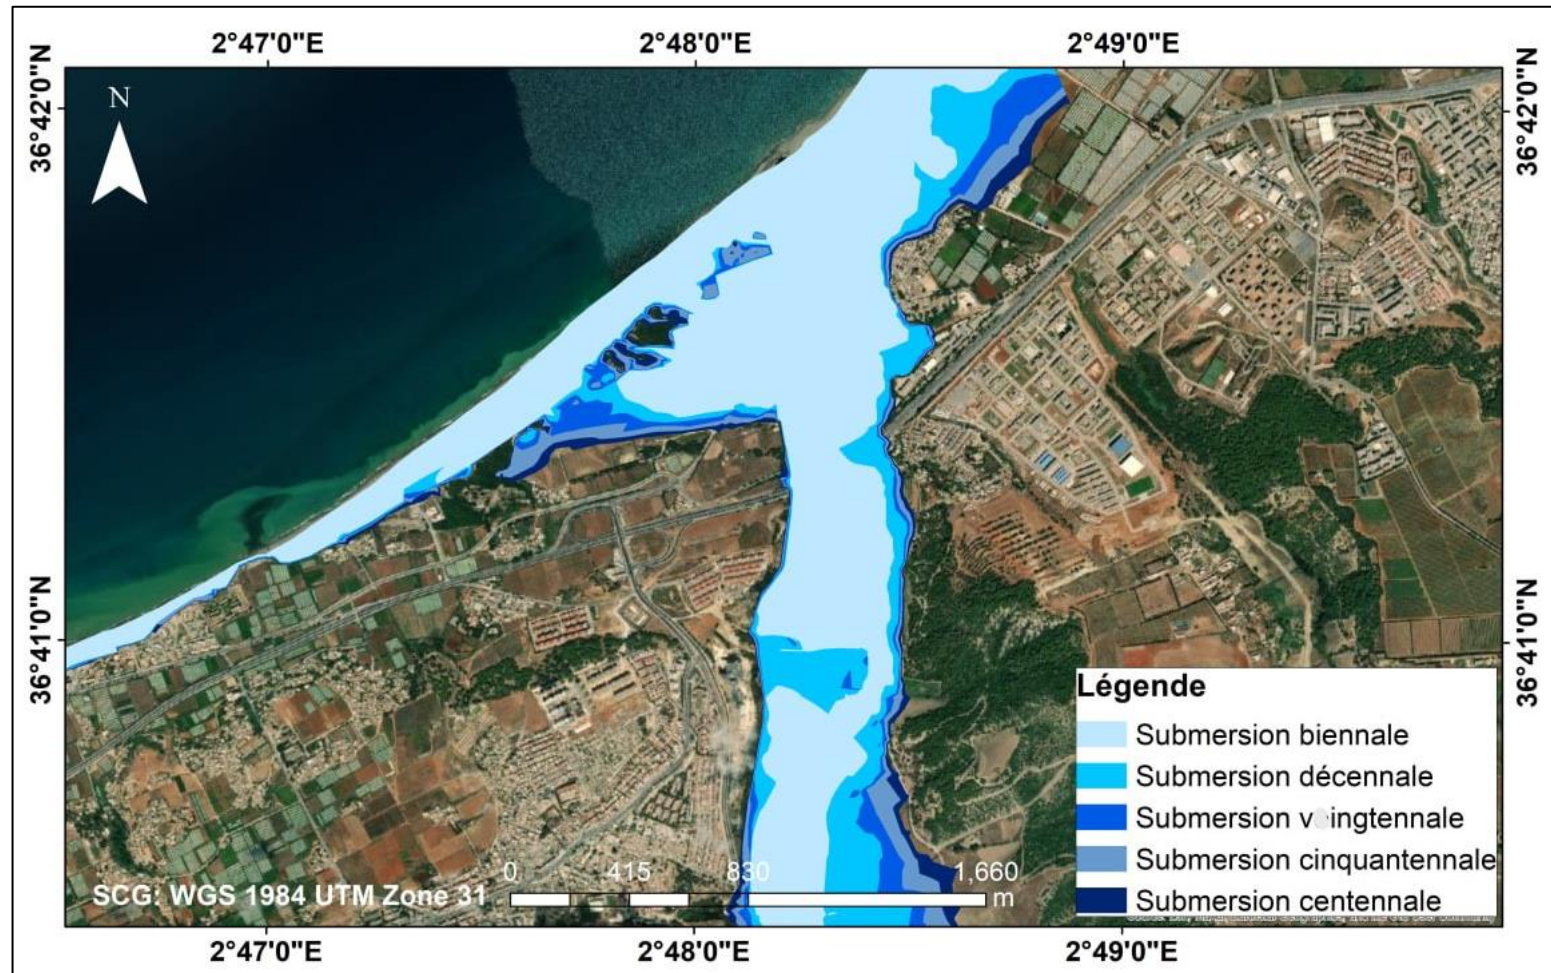 2°47'0"E 2°48'0"E 2°49'0"E
36°42'0"N
N
36°42'0"N
36°41'0"N
36°41'0"N
Légende
Submersion biennale
Submersion décennale
Submersion
Submersion cinquantennale
Submersion centennale
0 415 830 1,660
m
SCG: WGS 1984 UTM Zone 31
2°47'0"E 2°48'0"E 2°49'0"E